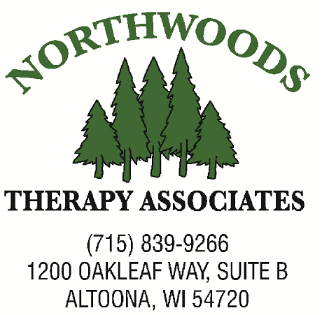 NORTHWOODS
THERAPY ASSOCIATES
(715) 839-9266
1200 OAKLEAF WAY, SUITE B
ALTOONA, WI 54720